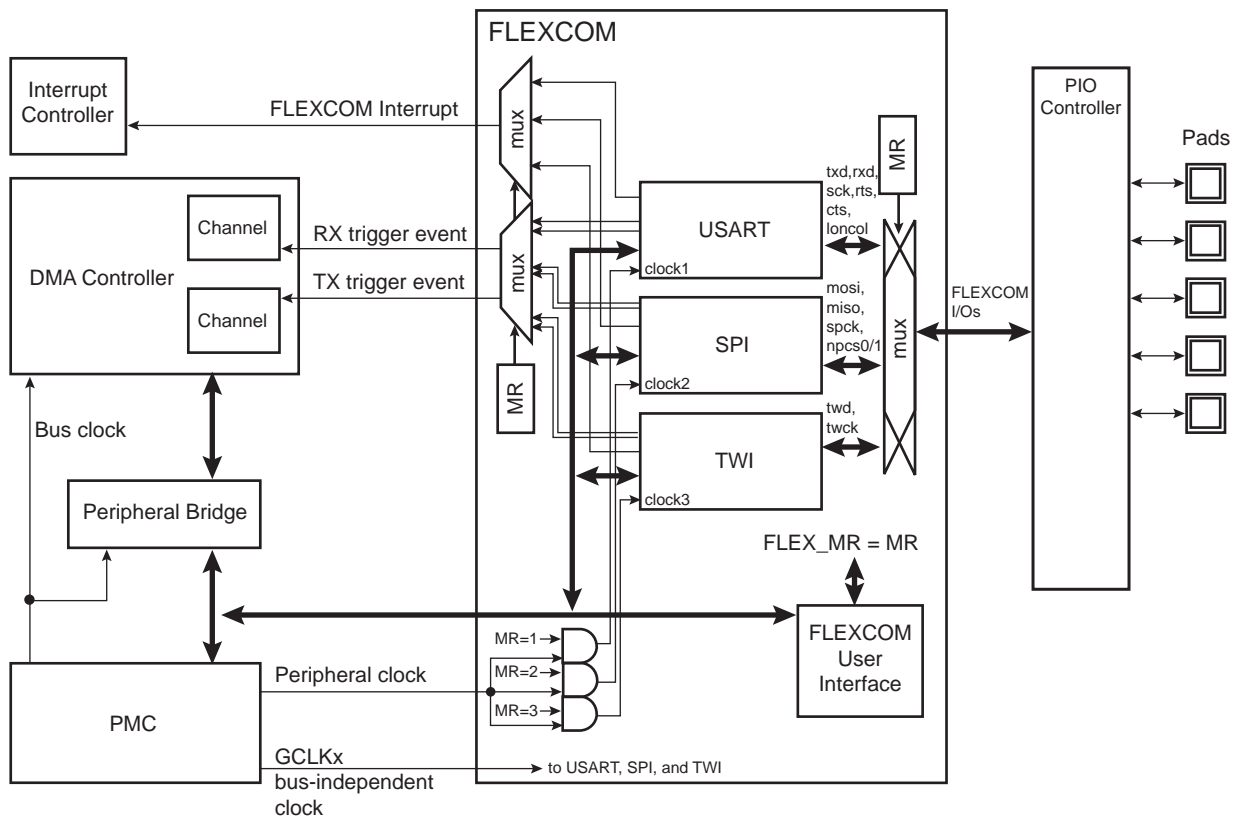 FLEXCOM
Interrupt
Controller
FLEXCOM Interrupt
mux
PIO
Controller
Pads
MR
DMA Controller
Channel
Channel
RX trigger event
TX trigger event
mux
MR
USART
clock1
txd,rxd,
sck,rts,
cts,
loncol
SPI
clock2
mosi,
miso,
spck,
npcs0/1
TWI
clock3
twd,
twck
mux
FLEXCOM
I/Os
Bus clock
Peripheral Bridge
FLEX_MR = MR
FLEXCOM
User
Interface
MR=1
MR=2
MR=3
Peripheral clock
PMC
GCLKx
bus-independent
clock
to USART, SPI, and TWI